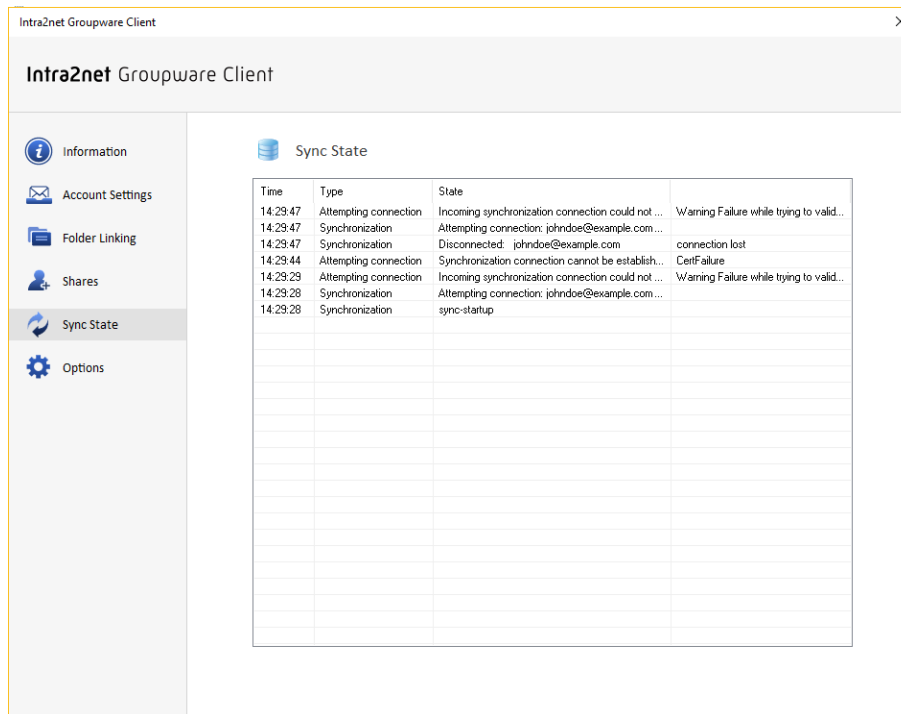 Intra2net Groupware Client
Intra2net Groupware Client
Information
Account Settings
Folder Linking
Shares
Sync State
Options
Sync State
Time Type State
14:29:47 Attempting connection Incoming synchronization connection could not ... Warning Failure while trying to valid...
14:29:47 Synchronization Attempting connection: johndoe@example.com ...
14:29:47 Synchronization Disconnected: johndoe@example.com connection lost
14:29:44 Attempting connection Synchronization connection cannot be establish... CertFailure
14:29:29 Attempting connection Incoming synchronization connection could not ... Warning Failure while trying to valid...
14:29:28 Synchronization Attempting connection: johndoe@example.com ...
14:29:28 Synchronization sync-startup